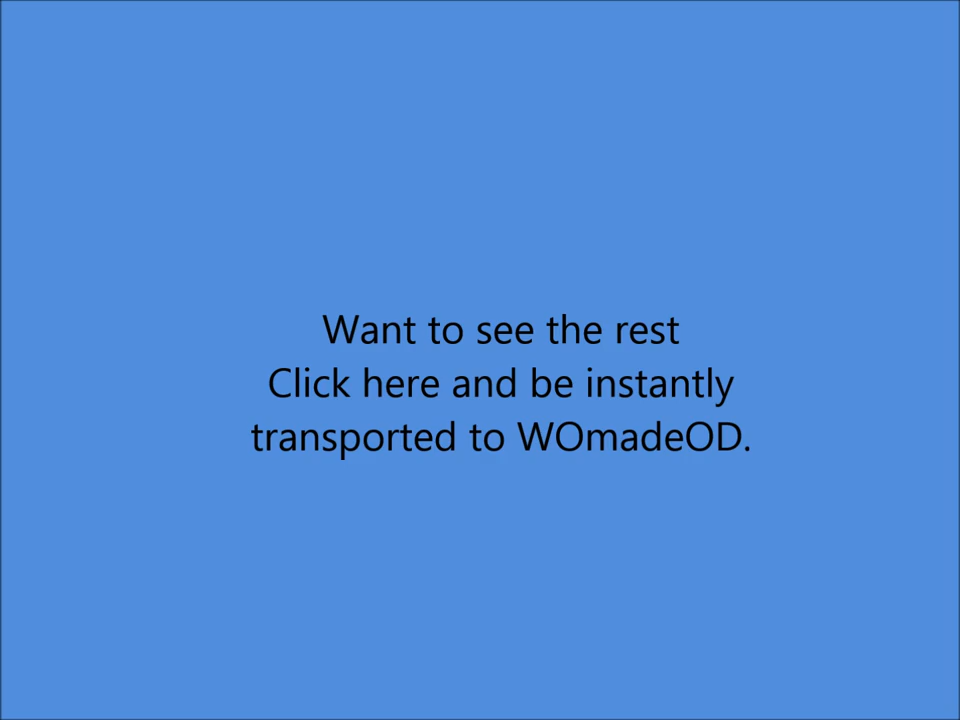 Want to see the rest
Click here and be instantly
transported to WOmadeOD.